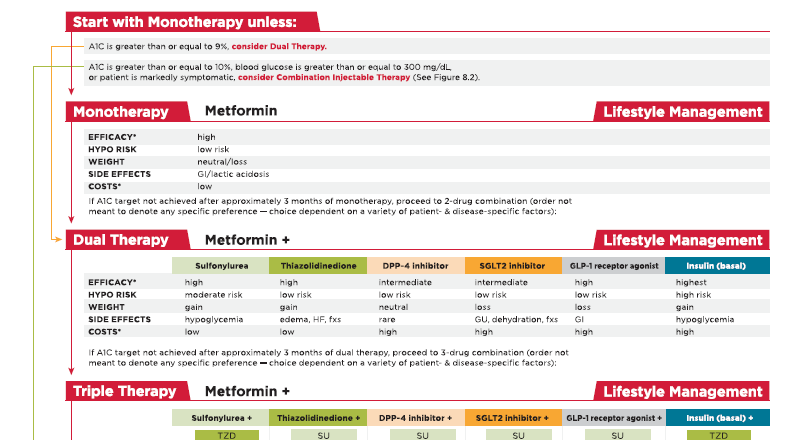 Start with Monotherapy unless:
A1C is greater than or equal to 9%, consider Dual Therapy.
A1C is greater than or equal to 10%, blood glucose is greater than or equal to 300 mg/dL,
or patient is markedly symptomatic, consider Combination Injectable Therapy (See Figure 8.2).
Monotherapy Metformin Lifestyle Management
EFFICACY* high
HYPO RISK low risk
WEIGHT neutral/loss
SIDE EFFECTS GI/lactic acidosis
COSTS* low
If A1C target not achieved after approximately 3 months of monotherapy, proceed to 2-drug combination (order not
meant to denote any specific preference — choice dependent on a variety of patient- & disease-specific factors):
Dual Therapy Metformin + Lifestyle Management
Sulfonylurea Thiazolidinedione DPP-4 inhibitor SGLT2 inhibitor GLP-1 receptor agonist Insulin (basal)
EFFICACY* high high intermediate intermediate high highest
HYPO RISK moderate risk low risk low risk low risk low risk high risk
WEIGHT gain gain neutral loss loss gain
SIDE EFFECTS hypoglycemia edema, HF, fxs rare GU, dehydration, fxs GI hypoglycemia
COSTS* low low high high high high
If A1C target not achieved after approximately 3 months of dual therapy, proceed to 3-drug combination (order not
meant to denote any specific preference — choice dependent on a variety of patient- & disease-specific factors):
Triple Therapy Metformin + Lifestyle Management
Sulfonylurea + Thiazolidinedione + DPP-4 inhibitor + SGLT2 inhibitor + GLP-1 receptor agonist + Insulin (basal) +
TZD SU SU SU SU TZD